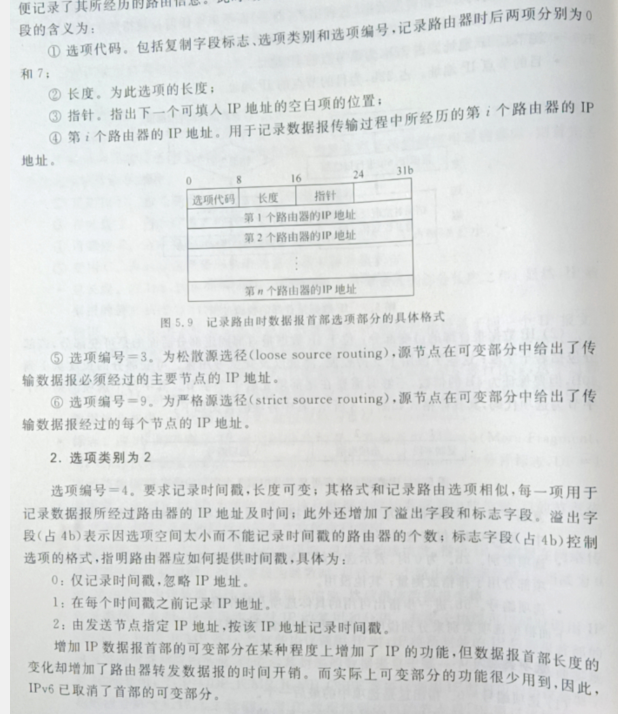 便记录了其所经历的路由信息。
段的含义为：
① 选项代码。包括复制字段标志、选项类别和选项编号，记录路由器时后两项分别为0
和7；
② 长度。为此选项的长度；
③ 指针。指出下一个可填入 IP 地址的空白项的位置；
④ 第 i 个路由器的 IP 地址。用于记录数据报传输过程中所经历的第 i 个路由器的 IP
地址。
0 8 16 24 31b
选项代码 长度 指针
第 1 个路由器的IP 地址
第 2 个路由器的IP 地址
⋮
第 n 个路由器的IP 地址
图 5.9 记录路由时数据报首部选项部分的具体格式
⑤ 选项编号=3。为松散源选径(loose source routing)，源节点在可变部分中给出了传
输数据报必须经过的主要节点的 IP 地址。
⑥ 选项编号=9。为严格源选径(strict source routing)，源节点在可变部分中给出了传
输数据报经过的每个节点的 IP 地址。
2. 选项类别为 2
选项编号=4。要求记录时间戳，长度可变；其格式和记录路由选项相似，每一项用于
记录数据报所经过路由器的 IP 地址及时间；此外还增加了溢出字段和标志字段。溢出字
段(占 4b)表示因选项空间太小而不能记录时间戳的路由器的个数；标志字段(占 4b)控制
选项的格式，指明路由器应如何提供时间戳，具体为：
0：仅记录时间戳，忽略 IP 地址。
1：在每个时间戳之前记录 IP 地址。
2：由发送节点指定 IP 地址，按该 IP 地址记录时间戳。
增加 IP 数据报首部的可变部分在某种程度上增加了 IP 的功能，但数据报首部长度的
变化却增加了路由器转发数据报的时间开销。而实际上可变部分的功能很少用到，因此，
IPv6 已取消了首部的可变部分。